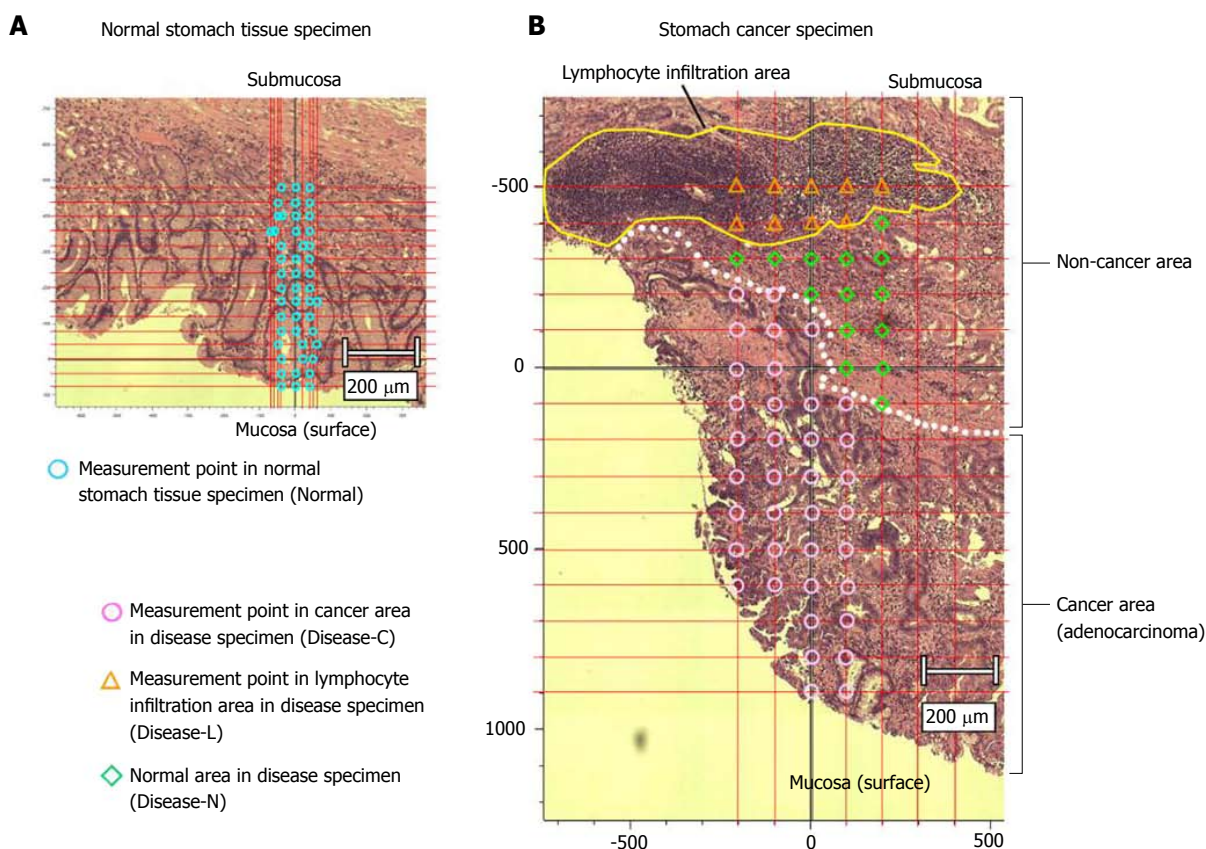 A
Normal stomach tissue specimen
Submucosa
200 μm
Mucosa (surface)
Measurement point in normal
stomach tissue specimen (Normal)
Measurement point in cancer area
in disease specimen (Disease-C)
Measurement point in lymphocyte
infiltration area in disease specimen
(Disease-L)
Normal area in disease specimen
(Disease-N)
B
Stomach cancer specimen
Lymphocyte infiltration area
Submucosa
-500
0
500
1000
Non-cancer area
Cancer area
(adenocarcinoma)
200 μm
Mucosa (surface)
-500
0
500